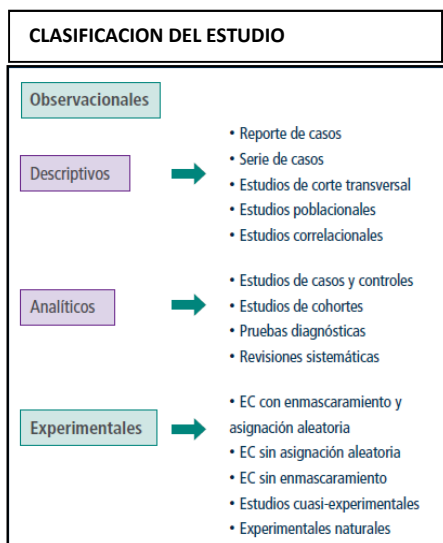 CLASIFICACION DEL ESTUDIO
Observacionales
Descriptivos
• Reporte de casos
• Serie de casos
• Estudios de corte transversal
• Estudios poblacionales
• Estudios correlacionales
Analíticos
• Estudios de casos y controles
• Estudios de cohortes
• Pruebas diagnósticas
• Revisiones sistemáticas
Experimentales
• EC con enmascaramiento y
asignación aleatoria
• EC sin asignación aleatoria
• EC sin enmascaramiento
• Estudios cuasi-experimentales
• Experimentales naturales